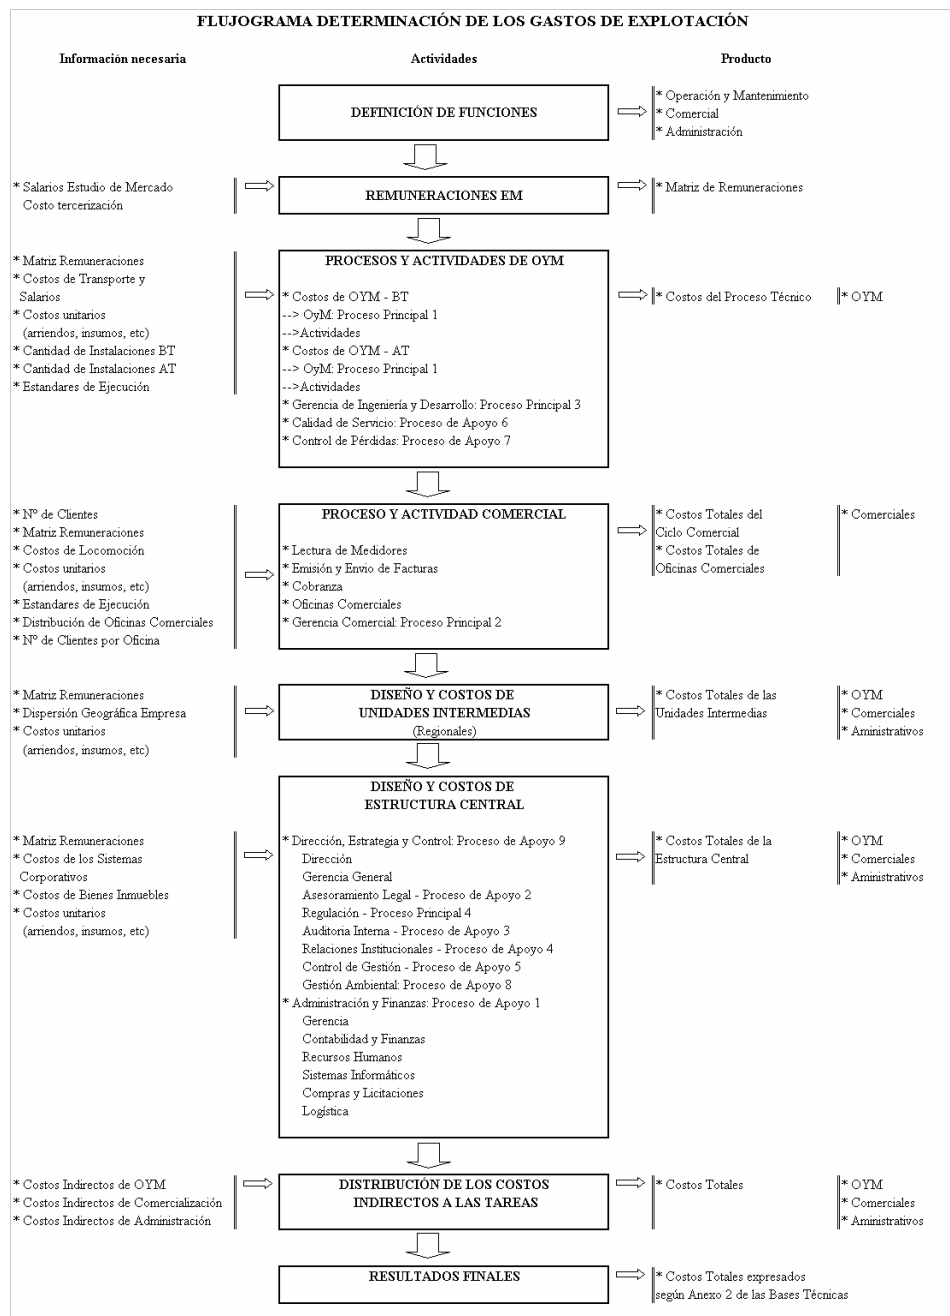 FLUJOGRAMA DETERMINACIÓN DE LOS GASTOS DE EXPLOTACIÓN
Información necesaria
Actividades
Producto
DEFINICIÓN DE FUNCIONES
* Operación y Mantenimiento
* Comercial
* Administración
* Salarios Estudio de Mercado
Costo tercerización
REMUNERACIONES EM
* Matriz de Remuneraciones
* Matriz Remuneraciones
* Costos de Transporte y
Salarios
* Costos unitarios
(arriendos, insumos, etc)
* Cantidad de Instalaciones BT
* Cantidad de Instalaciones AT
* Estandares de Ejecución
PROCESOS Y ACTIVIDADES DE OYM
* Costos de OYM - BT
--> OyM: Proceso Principal 1
-->Actividades
* Costos de OYM - AT
--> OyM: Proceso Principal 1
-->Actividades
* Gerencia de Ingeniería y Desarrollo: Proceso Principal 3
* Calidad de Servicio: Proceso de Apoyo 6
* Control de Pérdidas: Proceso de Apoyo 7
* Costos del Proceso Técnico
* OYM
* Nº de Clientes
* Matriz Remuneraciones
* Costos de Locomoción
* Costos unitarios
(arriendos, insumos, etc)
* Estandares de Ejecución
* Distribución de Oficinas Comerciales
* Nº de Clientes por Oficina
PROCESO Y ACTIVIDAD COMERCIAL
* Lectura de Medidores
* Emisión y Envio de Facturas
* Cobranza
* Oficinas Comerciales
* Gerencia Comercial: Proceso Principal 2
* Costos Totales del
Ciclo Comercial
* Costos Totales de
Oficinas Comerciales
* Comerciales
* Matriz Remuneraciones
* Dispersión Geográfica Empresa
* Costos unitarios
(arriendos, insumos, etc)
DISEÑO Y COSTOS DE
UNIDADES INTERMEDIAS
(Regionales)
* Costos Totales de las
Unidades Intermedias
* OYM
* Comerciales
* Aministrativos
* Matriz Remuneraciones
* Costos de los Sistemas
Corporativos
* Costos de Bienes Inmuebles
* Costos unitarios
(arriendos, insumos, etc)
DISEÑO Y COSTOS DE
ESTRUCTURA CENTRAL
* Dirección, Estrategia y Control: Proceso de Apoyo 9
Dirección
Gerencia General
Asesoramiento Legal - Proceso de Apoyo 2
Regulación - Proceso Principal 4
Auditoria Interna - Proceso de Apoyo 3
Relaciones Institucionales - Proceso de Apoyo 4
Control de Gestión - Proceso de Apoyo 5
Gestión Ambiental: Proceso de Apoyo 8
* Administración y Finanzas: Proceso de Apoyo 1
Gerencia
Contabilidad y Finanzas
Recursos Humanos
Sistemas Informáticos
Compras y Licitaciones
Logística
* Costos Totales de la
Estructura Central
* OYM
* Comerciales
* Aministrativos
* Costos Indirectos de OYM
* Costos Indirectos de Comercialización
* Costos Indirectos de Administración
DISTRIBUCIÓN DE LOS COSTOS
INDIRECTOS A LAS TAREAS
* Costos Totales
* OYM
* Comerciales
* Aministrativos
RESULTADOS FINALES
* Costos Totales expresados
según Anexo 2 de las Bases Técnicas